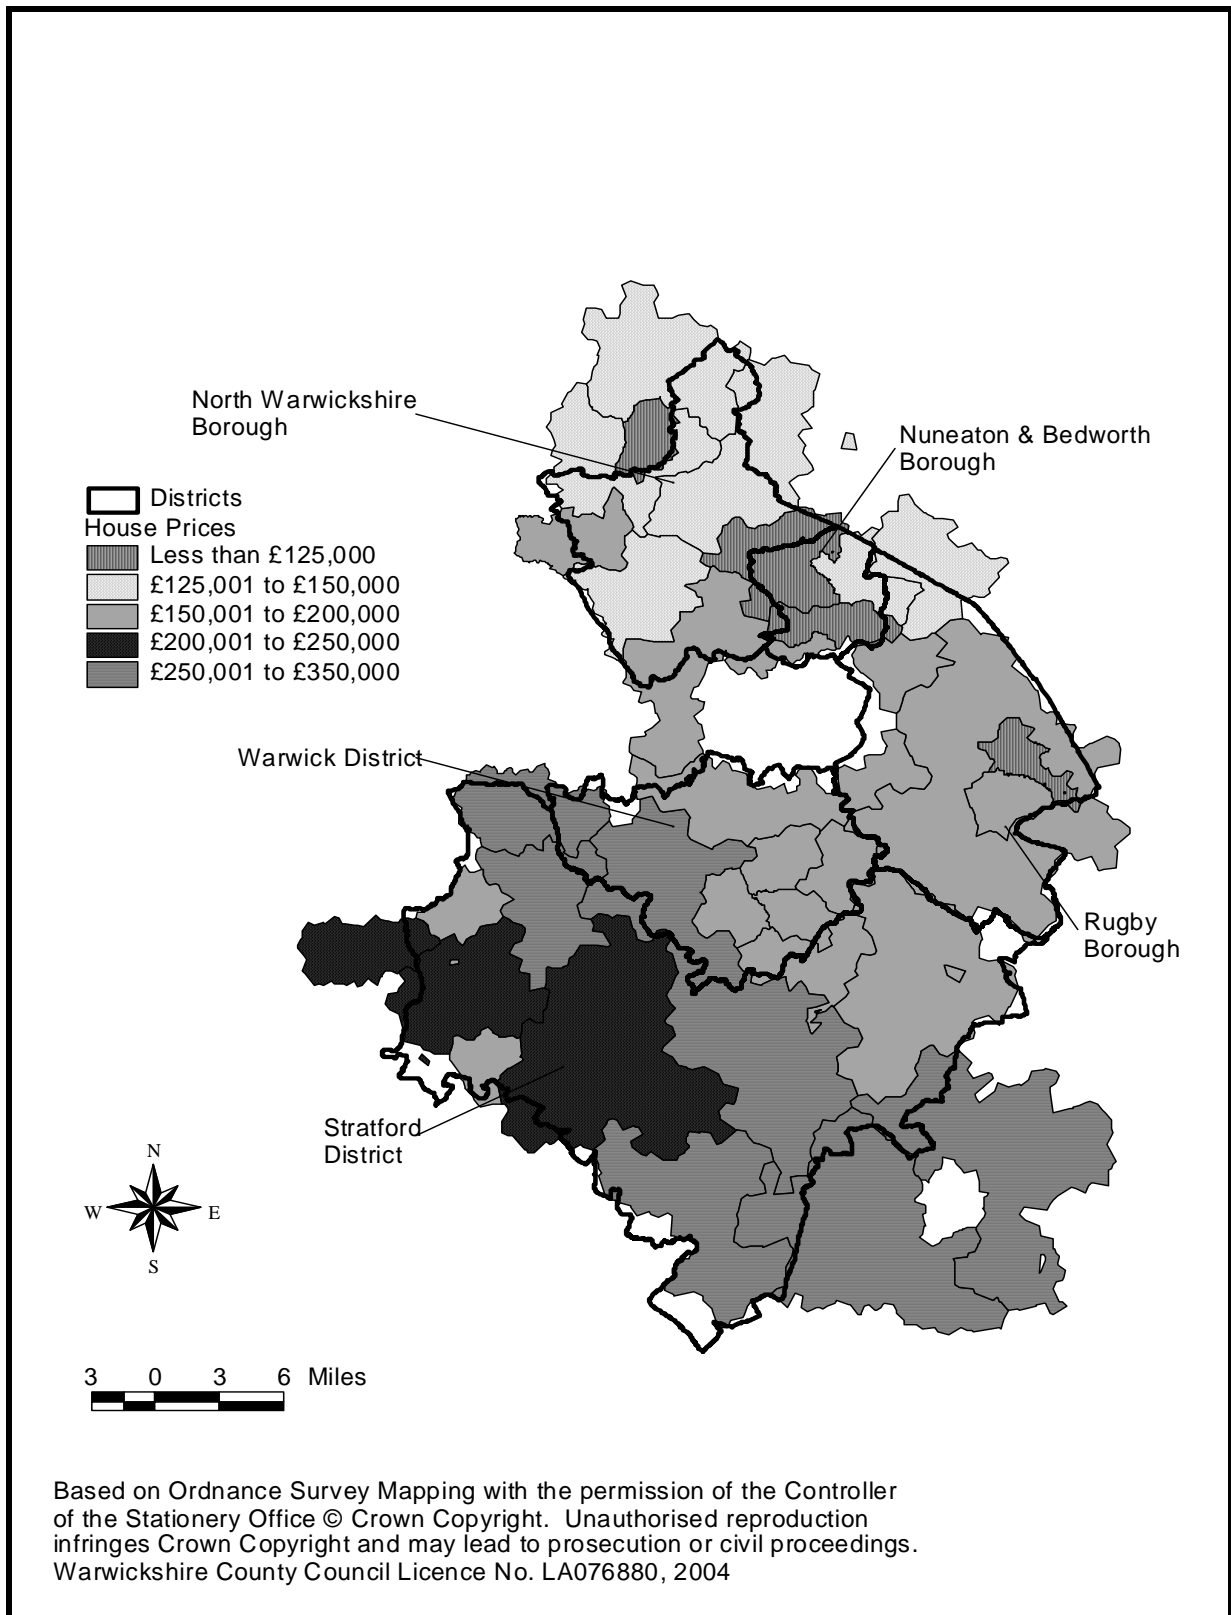 North Warwickshire
Borough
Nuneaton & Bedworth
Borough
Districts
House Prices
Less than £125,000
£125,001 to £150,000
£150,001 to £200,000
£200,001 to £250,000
£250,001 to £350,000
Warwick District
Rugby
Borough
Stratford
District
N
W E
S
3 0 3 6 Miles
Based on Ordnance Survey Mapping with the permission of the Controller
of the Stationery Office © Crown Copyright. Unauthorised reproduction
infringes Crown Copyright and may lead to prosecution or civil proceedings.
Warwickshire County Council Licence No. LA076880, 2004